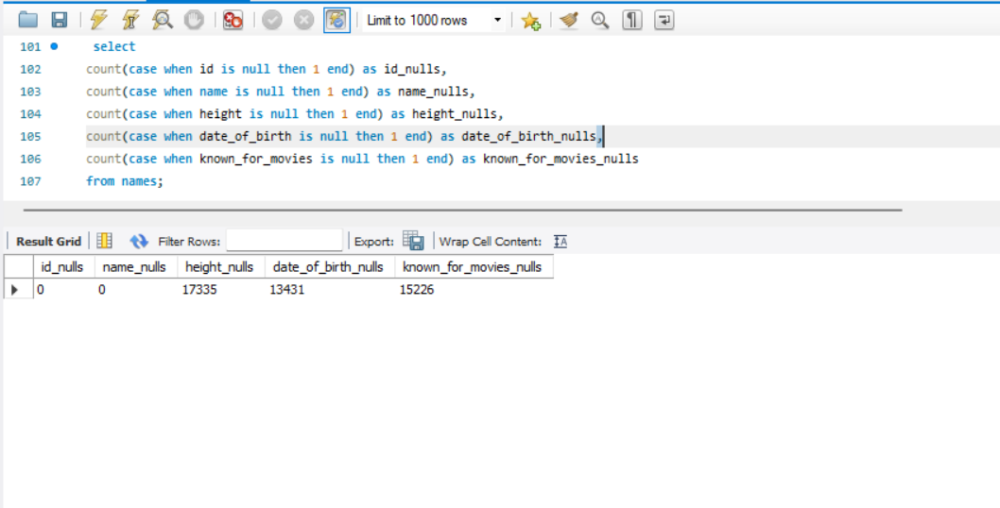 Limit to 1000 rows
101 select
102 count(case when id is null then 1 end) as id_nulls,
103 count(case when name is null then 1 end) as name_nulls,
104 count(case when height is null then 1 end) as height_nulls,
105 count(case when date_of_birth is null then 1 end) as date_of_birth_nulls,
106 count(case when known_for_movies is null then 1 end) as known_for_movies_nulls
107 from names;
Result Grid Filter Rows: Export: Wrap Cell Content:
id_nulls name_nulls height_nulls date_of_birth_nulls known_for_movies_nulls
0 0 17335 13431 15226